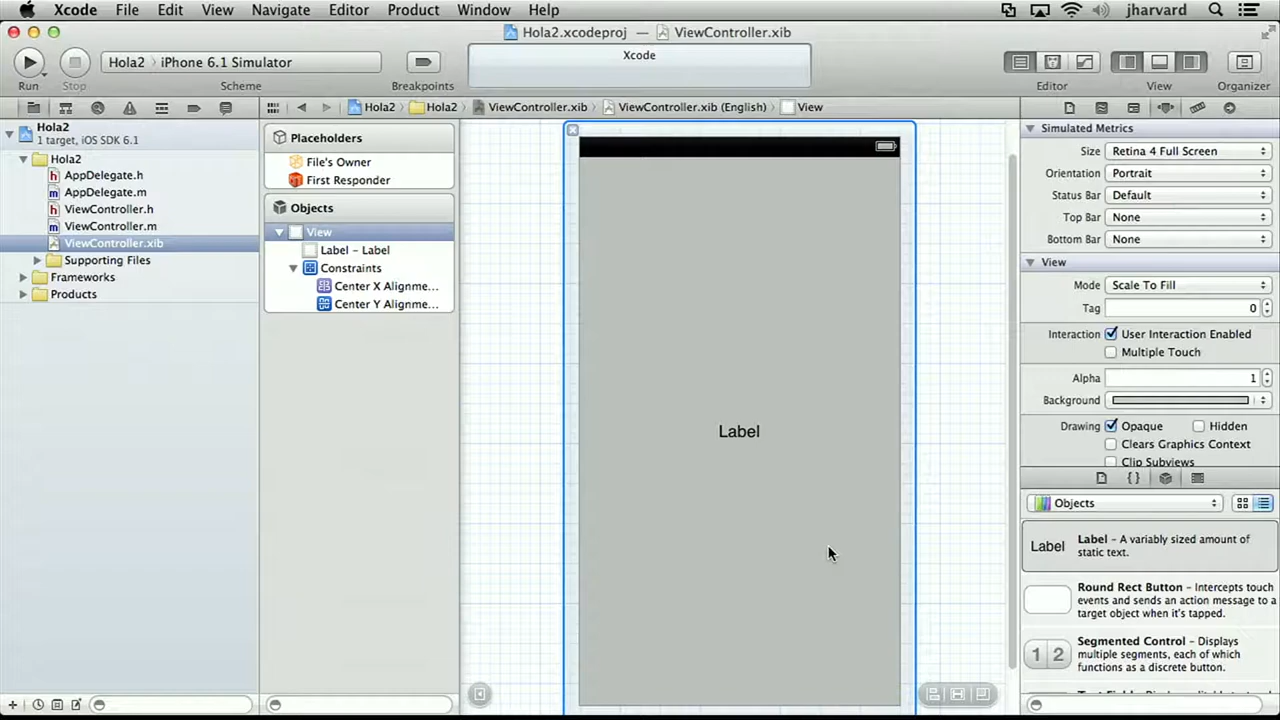 Xcode File Edit View Navigate Editor Product Window Help jharvard
Hola2.xcodeproj — ViewController.xib
Hola2 › iPhone 6.1 Simulator
Xcode
Run Stop Scheme Breakpoints Editor View Organizer
Hola2 Hola2 ViewController.xib ViewController.xib (English) View
Hola2
1 target, iOS SDK 6.1
Hola2
AppDelegate.h
AppDelegate.m
ViewController.h
ViewController.m
ViewController.xib
Supporting Files
Frameworks
Products
Placeholders
File's Owner
First Responder
Objects
View
Label – Label
Constraints
Center X Alignme...
Center Y Alignme...
Label
Simulated Metrics
Size Retina 4 Full Screen
Orientation Portrait
Status Bar Default
Top Bar None
Bottom Bar None
View
Mode Scale To Fill
Tag 0
Interaction User Interaction Enabled
Multiple Touch
Alpha 1
Background
Drawing Opaque Hidden
Clears Graphics Context
Clip Subviews
{}
Objects
Label
Label – A variably sized amount of
static text.
Round Rect Button – Intercepts touch
events and sends an action message to a
target object when it's tapped.
1 2
Segmented Control – Displays
multiple segments, each of which
functions as a discrete button.